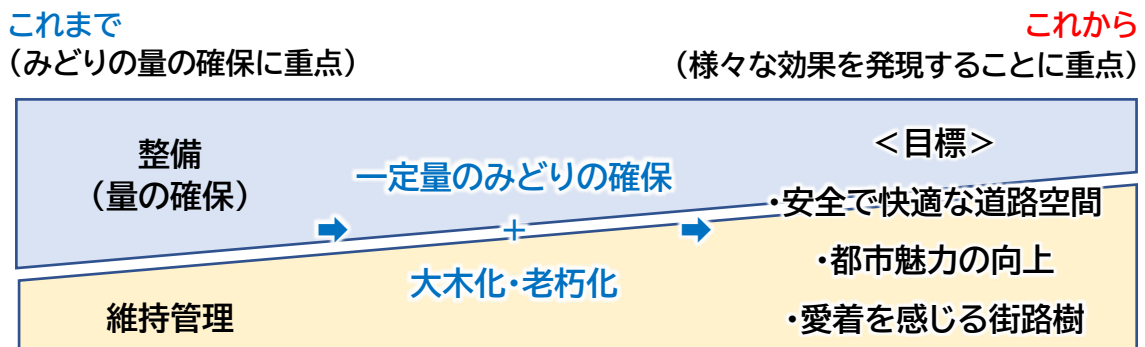 これまで
(みどりの量の確保に重点)
これから
(様々な効果を発現することに重点)
整備
(量の確保)
維持管理
➡
一定量のみどりの確保
+
大木化・老朽化
➡
<目標>
・安全で快適な道路空間
・都市魅力の向上
・愛着を感じる街路樹